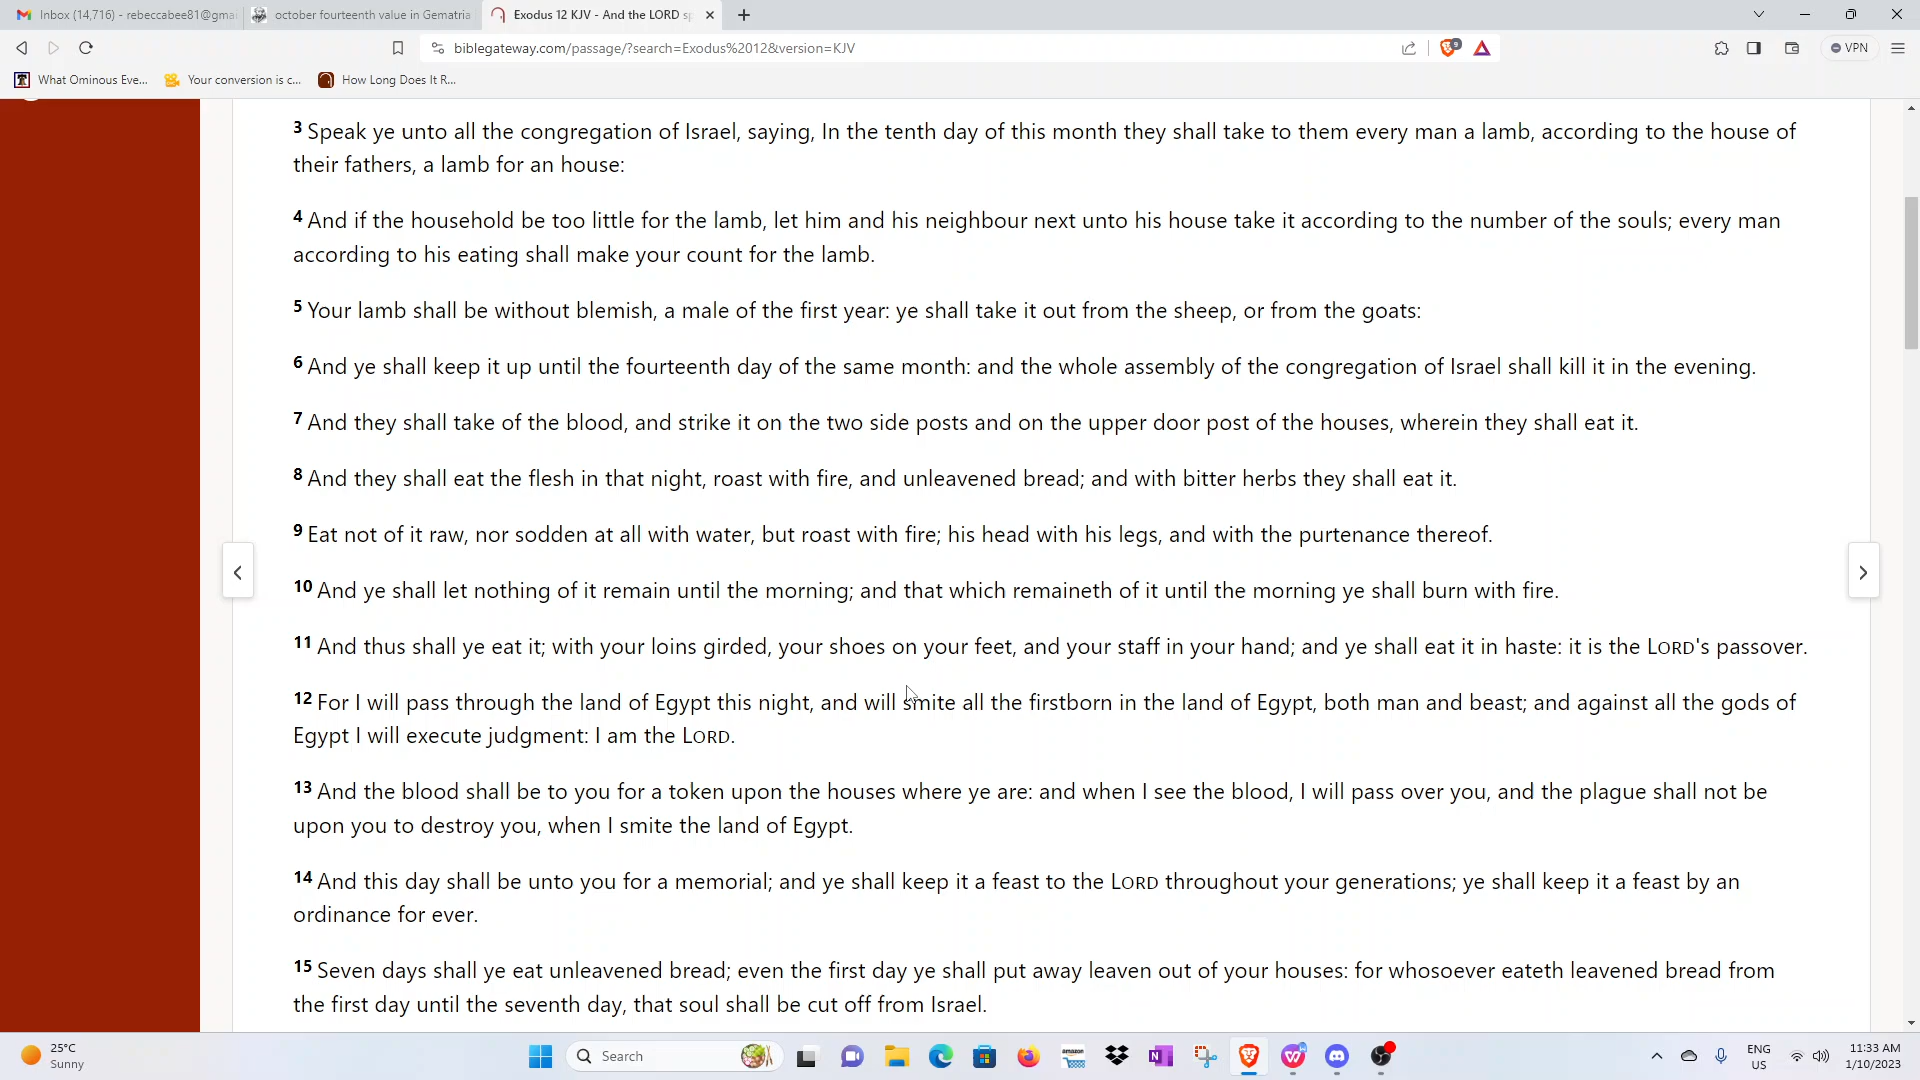 Inbox (14,716) - rebeccabee81@gma
october fourteenth value in Gematria
Exodus 12 KJV - And the LORD sp
biblegateway.com/passage/?search=Exodus%2012&version=KJV
9
VPN
What Ominous Eve...
Your conversion is c...
How Long Does It R...
3 Speak ye unto all the congregation of Israel, saying, In the tenth day of this month they shall take to them every man a lamb, according to the house of
their fathers, a lamb for an house:
4 And if the household be too little for the lamb, let him and his neighbour next unto his house take it according to the number of the souls; every man
according to his eating shall make your count for the lamb.
5 Your lamb shall be without blemish, a male of the first year: ye shall take it out from the sheep, or from the goats:
6 And ye shall keep it up until the fourteenth day of the same month: and the whole assembly of the congregation of Israel shall kill it in the evening.
7 And they shall take of the blood, and strike it on the two side posts and on the upper door post of the houses, wherein they shall eat it.
8 And they shall eat the flesh in that night, roast with fire, and unleavened bread; and with bitter herbs they shall eat it.
9 Eat not of it raw, nor sodden at all with water, but roast with fire; his head with his legs, and with the purtenance thereof.
10 And ye shall let nothing of it remain until the morning; and that which remaineth of it until the morning ye shall burn with fire.
11 And thus shall ye eat it; with your loins girded, your shoes on your feet, and your staff in your hand; and ye shall eat it in haste: it is the LORD's passover.
12 For I will pass through the land of Egypt this night, and will smite all the firstborn in the land of Egypt, both man and beast; and against all the gods of
Egypt I will execute judgment: I am the LORD.
13 And the blood shall be to you for a token upon the houses where ye are: and when I see the blood, I will pass over you, and the plague shall not be
upon you to destroy you, when I smite the land of Egypt.
14 And this day shall be unto you for a memorial; and ye shall keep it a feast to the LORD throughout your generations; ye shall keep it a feast by an
ordinance for ever.
15 Seven days shall ye eat unleavened bread; even the first day ye shall put away leaven out of your houses: for whosoever eateth leavened bread from
the first day until the seventh day, that soul shall be cut off from Israel.
25°C
Sunny
Search
amazon
ENG
US
11:33 AM
1/10/2023